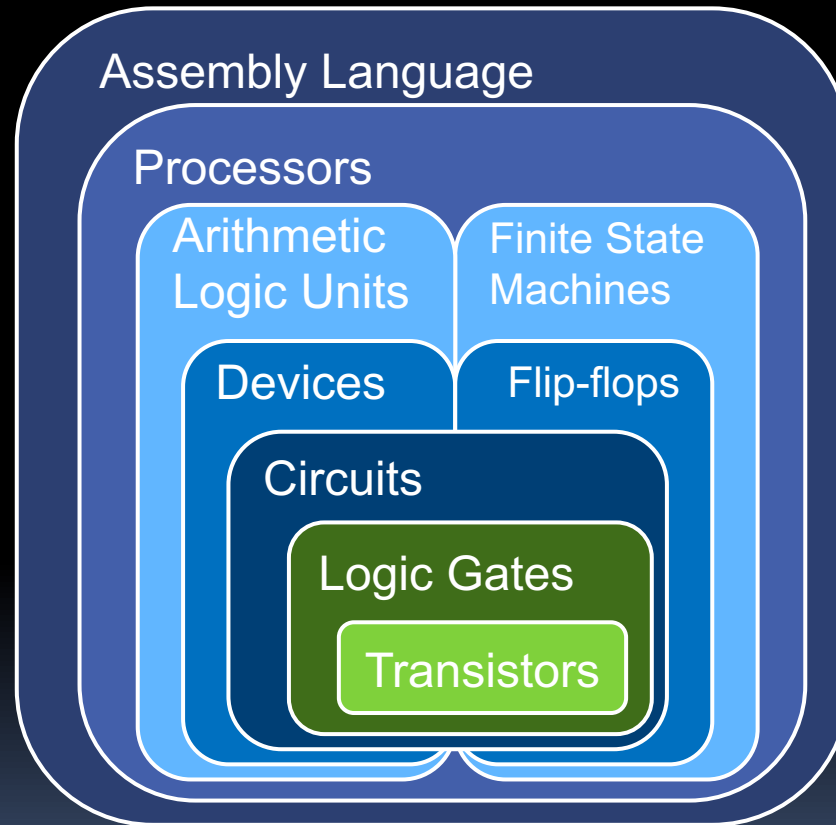 Assembly Language
Processors
Arithmetic
Logic Units
Finite State
Machines
Devices
Flip-flops
Circuits
Logic Gates
Transistors